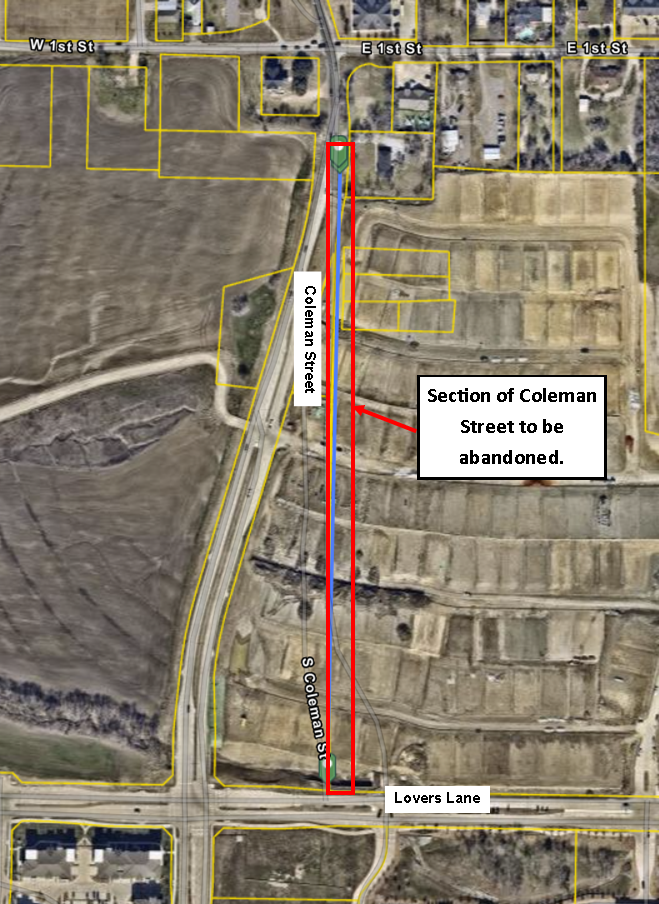 W 1st St
E 1st St
E 1st St
Coleman Street
Section of Coleman
Street to be
abandoned.
S Coleman St
Lovers Lane